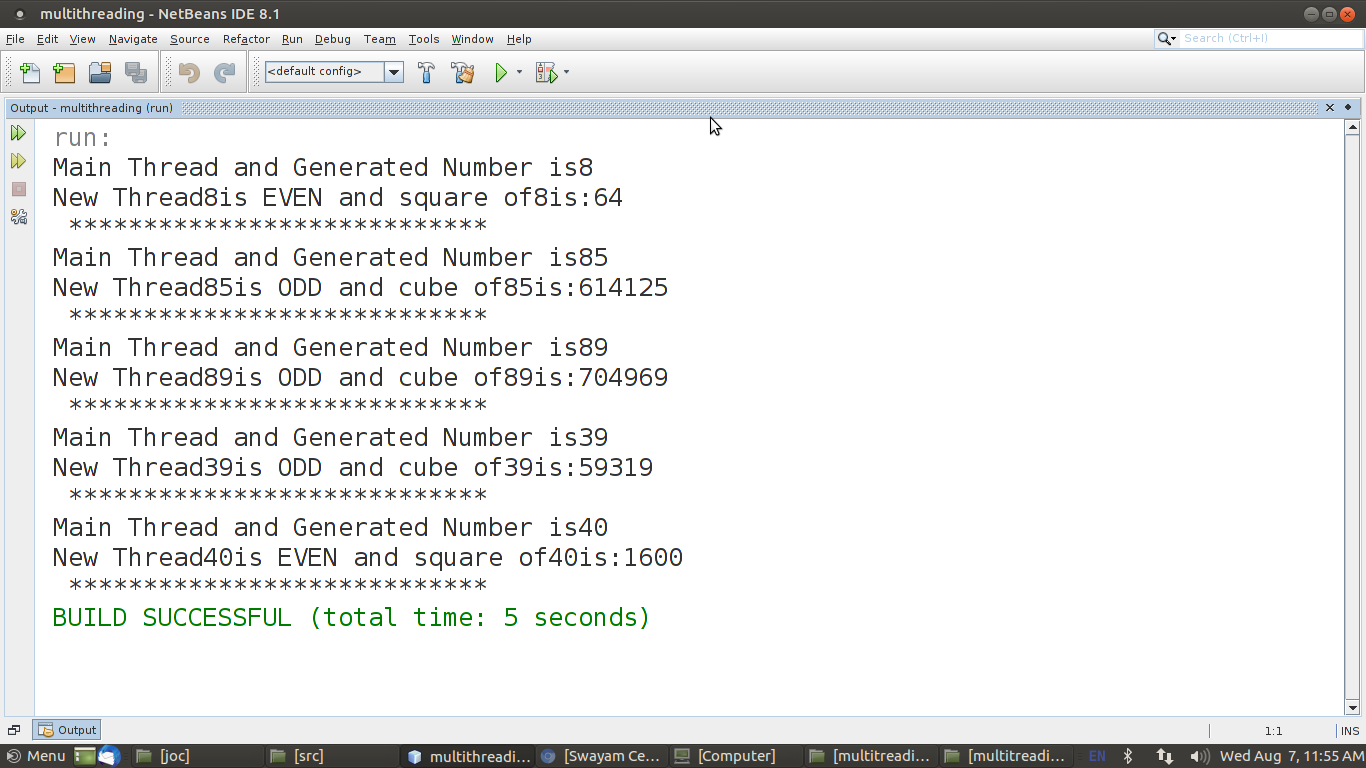 multithreading - NetBeans IDE 8.1
File Edit View Navigate Source Refactor Run Debug Team Tools Window Help
Search (Ctrl+I)
<default config>
Output - multithreading (run)
run:
Main Thread and Generated Number is8
New Thread8is EVEN and square of8is:64
****************************
Main Thread and Generated Number is85
New Thread85is ODD and cube of85is:614125
****************************
Main Thread and Generated Number is89
New Thread89is ODD and cube of89is:704969
****************************
Main Thread and Generated Number is39
New Thread39is ODD and cube of39is:59319
****************************
Main Thread and Generated Number is40
New Thread40is EVEN and square of40is:1600
****************************
BUILD SUCCESSFUL (total time: 5 seconds)
Output
1:1 INS
Menu [joc] [src] multithreadi... [Swayam Ce... [Computer] [multitreadi... [multitreadi... EN Wed Aug 7, 11:55 AM